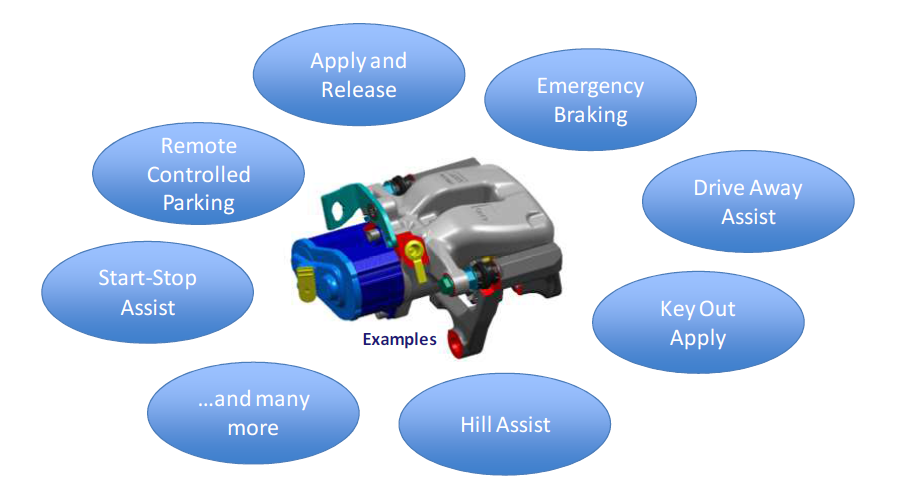 Apply and
Release
Emergency
Braking
Remote
Controlled
Parking
Drive Away
Assist
Start-Stop
Assist
Key Out
Apply
Examples
...and many
more
Hill Assist